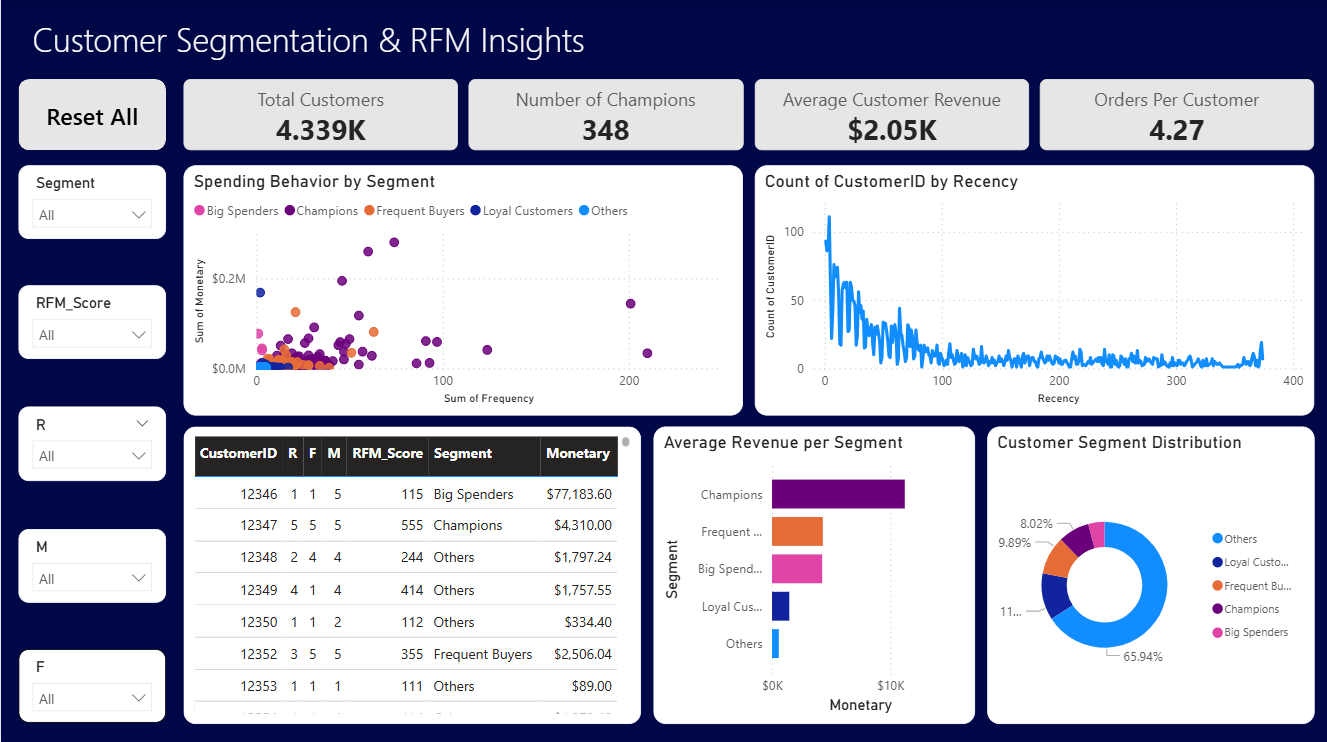 Customer Segmentation & RFM Insights
Reset All
Total Customers
4.339K
Number of Champions
348
Average Customer Revenue
$2.05K
Orders Per Customer
4.27
Segment
All
RFM_Score
All
R
All
M
All
F
All
Spending Behavior by Segment
Big Spenders Champions Frequent Buyers Loyal Customers Others
Sum of Monetary
$0.2M
$0.0M
0 100 200
Sum of Frequency
Count of CustomerID by Recency
Count of CustomerID
100
50
0
0 100 200 300 400
Recency
CustomerID R F M RFM_Score Segment Monetary
12346 1 1 5 115 Big Spenders $77,183.60
12347 5 5 5 555 Champions $4,310.00
12348 2 4 4 244 Others $1,797.24
12349 4 1 4 414 Others $1,757.55
12350 1 1 2 112 Others $334.40
12352 3 5 5 355 Frequent Buyers $2,506.04
12353 1 1 1 111 Others $89.00
Average Revenue per Segment
Segment
Champions
Frequent ...
Big Spend...
Loyal Cus...
Others
$0K $10K
Monetary
Customer Segment Distribution
8.02%
9.89%
11...
65.94%
Others
Loyal Custo...
Frequent Bu...
Champions
Big Spenders